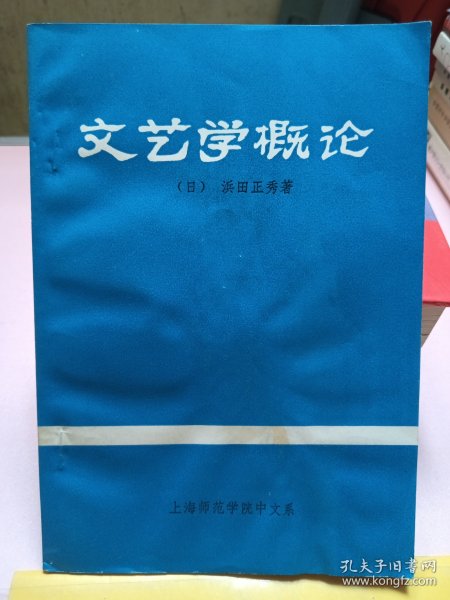 文艺学概论
（日） 浜田正秀著
上海师范学院中文系
孔夫子旧书网
www.kongfz.com